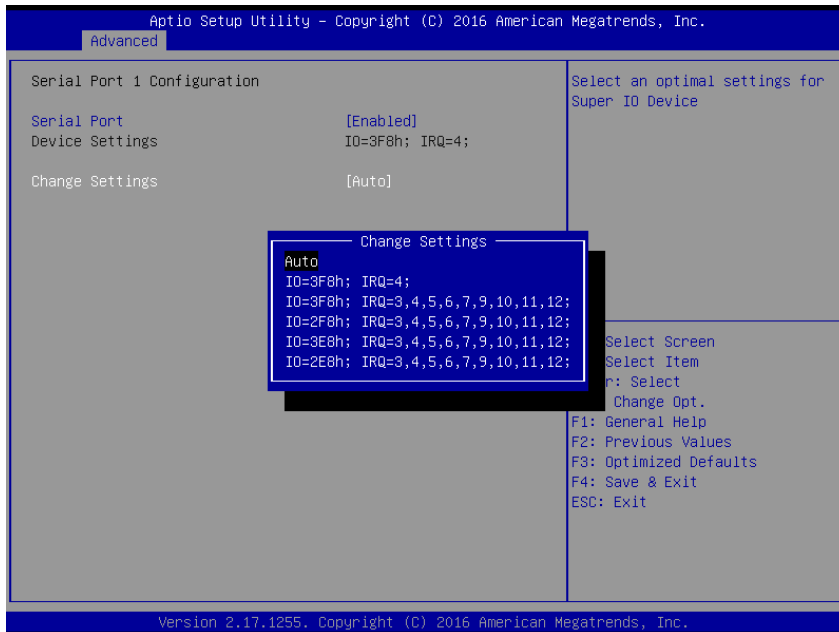 Aptio Setup Utility – Copyright (C) 2016 American Megatrends, Inc.
Advanced
Serial Port 1 Configuration
Serial Port [Enabled]
Device Settings IO=3F8h; IRQ=4;
Change Settings [Auto]
Select an optimal settings for
Super IO Device
Change Settings
Auto
IO=3F8h; IRQ=4;
IO=3F8h; IRQ=3,4,5,6,7,9,10,11,12;
IO=2F8h; IRQ=3,4,5,6,7,9,10,11,12;
IO=3E8h; IRQ=3,4,5,6,7,9,10,11,12;
IO=2E8h; IRQ=3,4,5,6,7,9,10,11,12;
Select Screen
Select Item
r: Select
Change Opt.
F1: General Help
F2: Previous Values
F3: Optimized Defaults
F4: Save & Exit
ESC: Exit
Version 2.17.1255. Copyright (C) 2016 American Megatrends, Inc.